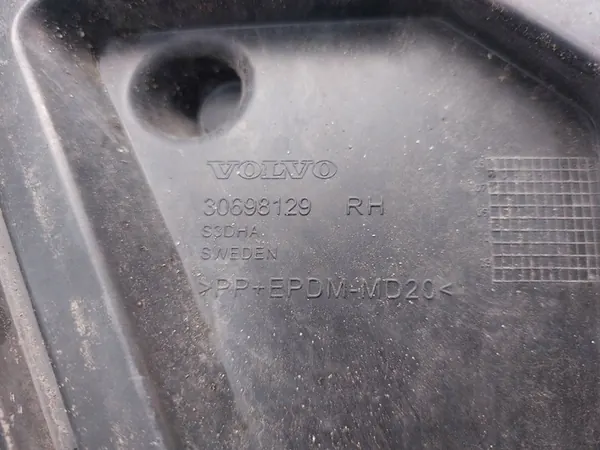 VOLVO
30698129 RH
S3DHA
SWEDEN
>PP+EPDM-MD20<